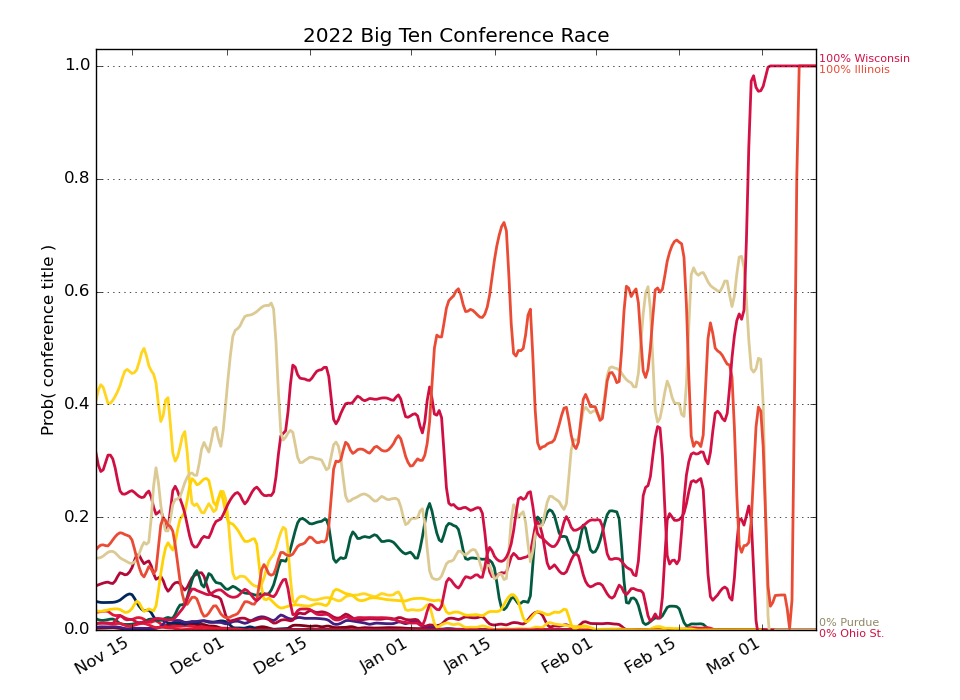 2022 Big Ten Conference Race
100% Wisconsin
100% Illinois
1.0
0.8
0.6
0.4
0.2
0.0
Prob( conference title )
0% Purdue
0% Ohio St.
Nov 15
Dec 01
Dec 15
Jan 01
Jan 15
Feb 01
Feb 15
Mar 01